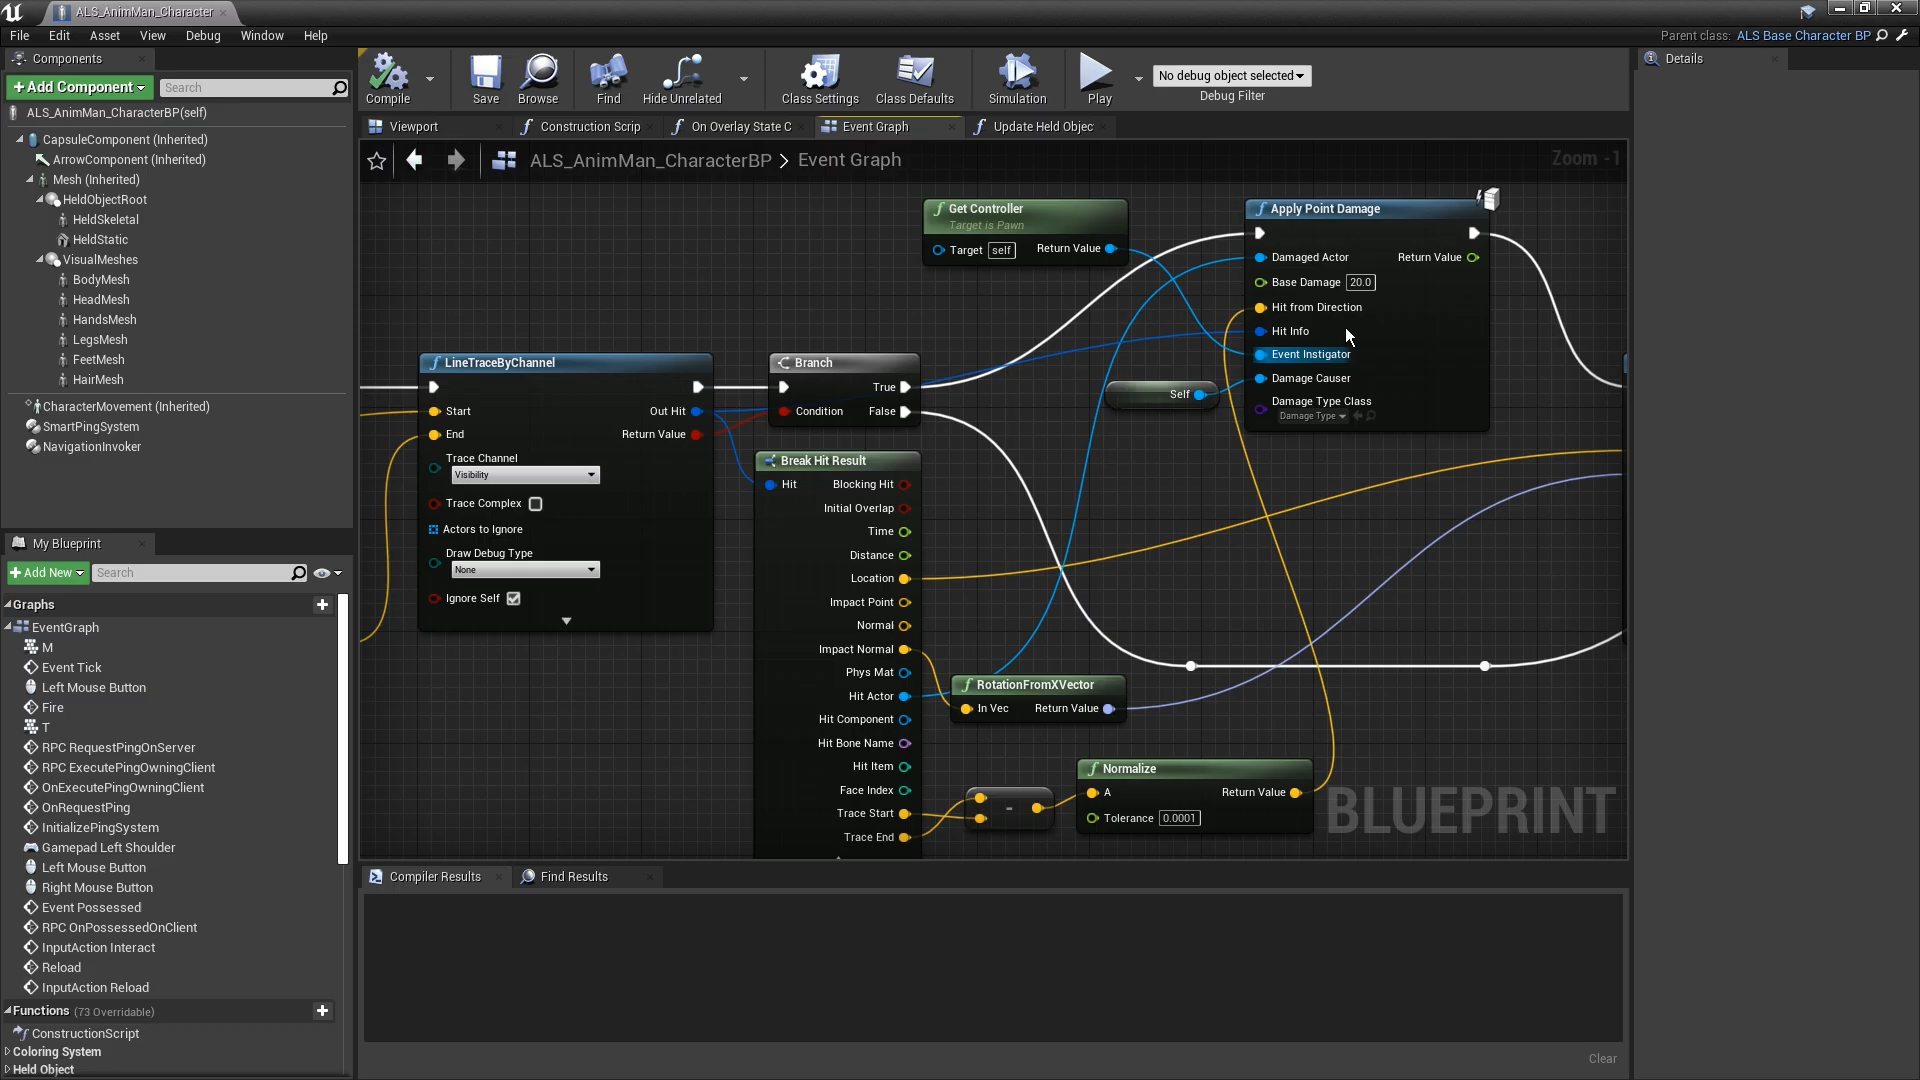 ALS_AnimMan_Character
File Edit Asset View Debug Window Help
Parent class: ALS Base Character BP
Components
Add Component
Search
ALS_AnimMan_CharacterBP(self)
CapsuleComponent (Inherited)
ArrowComponent (Inherited)
Mesh (Inherited)
HeldObjectRoot
HeldSkeletal
HeldStatic
VisualMeshes
BodyMesh
HeadMesh
HandsMesh
LegsMesh
FeetMesh
HairMesh
CharacterMovement (Inherited)
SmartPingSystem
NavigationInvoker
My Blueprint
Add New
Search
Graphs
EventGraph
M
Event Tick
Left Mouse Button
Fire
T
RPC RequestPingOnServer
RPC ExecutePingOwningClient
OnExecutePingOwningClient
OnRequestPing
InitializePingSystem
Gamepad Left Shoulder
Left Mouse Button
Right Mouse Button
Event Possessed
RPC OnPossessedOnClient
InputAction Interact
Reload
InputAction Reload
Functions (73 Overridable)
ConstructionScript
Coloring System
Held Object
Compile
Save
Browse
Find
Hide Unrelated
Class Settings
Class Defaults
Simulation
Play
No debug object selected
Debug Filter
Viewport
Construction Scrip
On Overlay State C
Event Graph
Update Held Objec
ALS_AnimMan_CharacterBP > Event Graph
Zoom -1
LineTraceByChannel
Start
Out Hit
End
Return Value
Trace Channel
Visibility
Trace Complex
Actors to Ignore
Draw Debug Type
None
Ignore Self
Branch
True
Condition
False
Break Hit Result
Hit
Blocking Hit
Initial Overlap
Time
Distance
Location
Impact Point
Normal
Impact Normal
Phys Mat
Hit Actor
Hit Component
Hit Bone Name
Hit Item
Face Index
Trace Start
Trace End
Get Controller
Target is Pawn
Target self
Return Value
Self
Apply Point Damage
Damaged Actor
Return Value
Base Damage 20.0
Hit from Direction
Hit Info
Event Instigator
Damage Causer
Damage Type Class
Damage Type
RotationFromXVector
In Vec
Return Value
-
Normalize
A
Return Value
Tolerance 0.0001
BLUEPRINT
Compiler Results
Find Results
Clear
Details